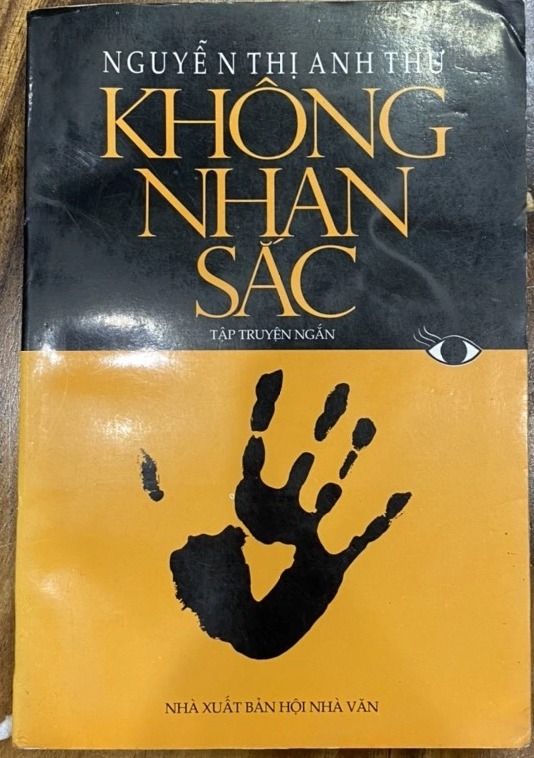 NGUYỄN THỊ ANH THƯ
KHÔNG
NHAN
SẮC
TẬP TRUYỆN NGẮN
NHÀ XUẤT BẢN HỘI NHÀ VĂN